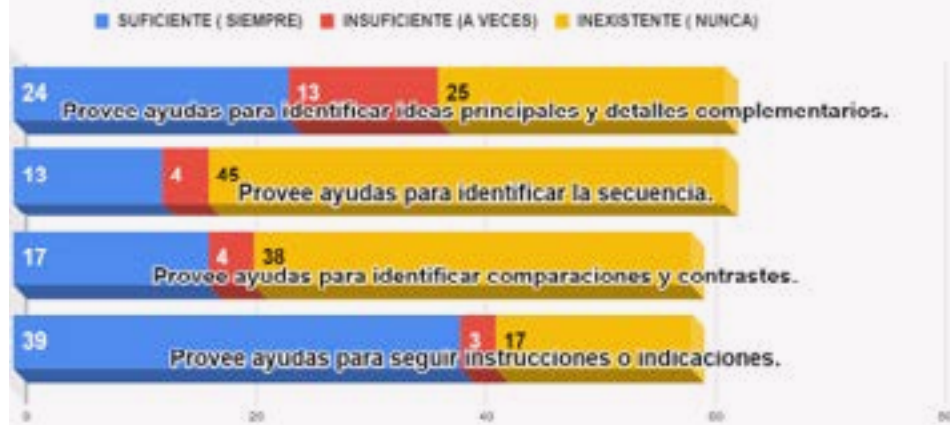 SUFICIENTE ( SIEMPRE) INSUFICIENTE (A VECES) INEXISTENTE ( NUNCA)
24 13 25
Provee ayudas para identificar ideas principales y detalles complementarios.
13 4 45
Provee ayudas para identificar la secuencia.
17 4 38
Provee ayudas para identificar comparaciones y contrastes.
39 3 17
Provee ayudas para seguir instrucciones o indicaciones.
0 20 40 60 80